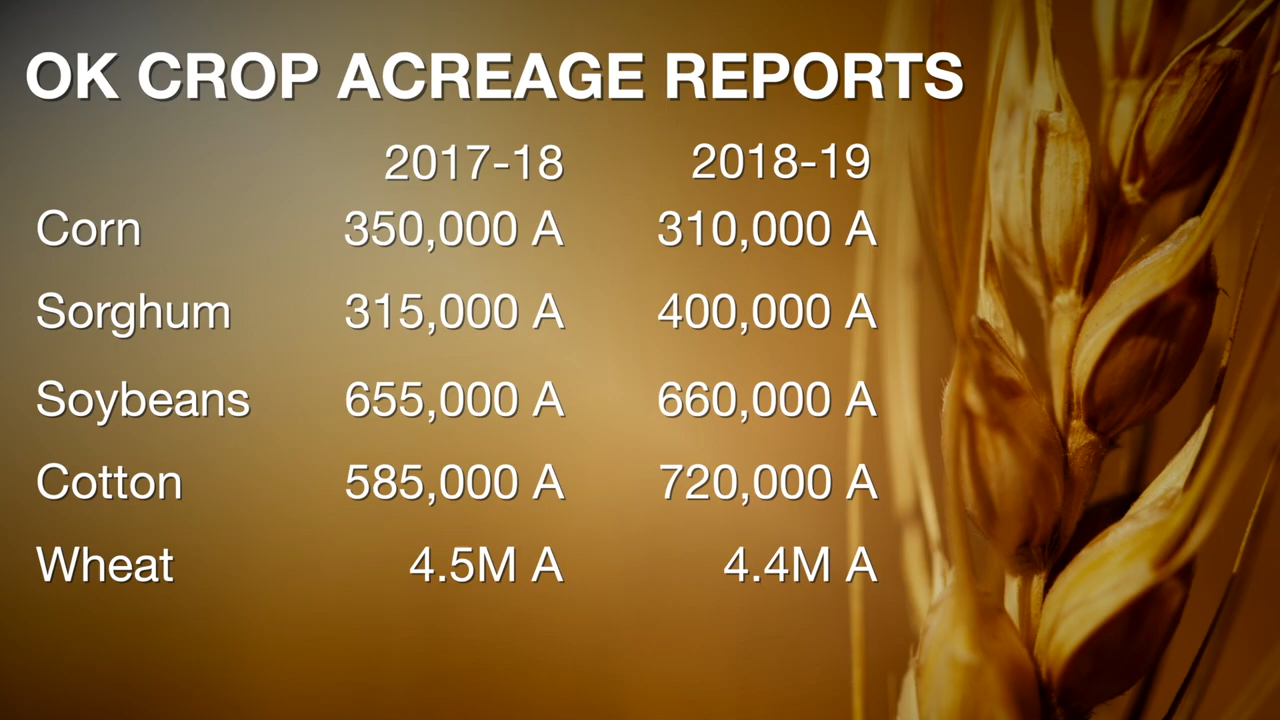 OK CROP ACREAGE REPORTS
2017-18 2018-19
Corn 350,000 A 310,000 A
Sorghum 315,000 A 400,000 A
Soybeans 655,000 A 660,000 A
Cotton 585,000 A 720,000 A
Wheat 4.5M A 4.4M A